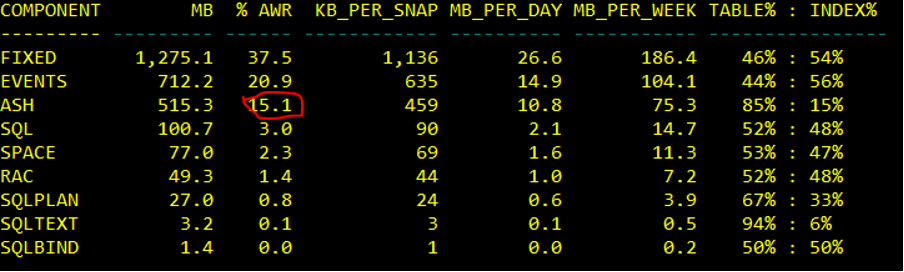 COMPONENT MB % AWR KB_PER_SNAP MB_PER_DAY MB_PER_WEEK TABLE% : INDEX%
--------- --------- ------ ------------ ---------- ----------- ----------------
FIXED 1,275.1 37.5 1,136 26.6 186.4 46% : 54%
EVENTS 712.2 20.9 635 14.9 104.1 44% : 56%
ASH 515.3 15.1 459 10.8 75.3 85% : 15%
SQL 100.7 3.0 90 2.1 14.7 52% : 48%
SPACE 77.0 2.3 69 1.6 11.3 53% : 47%
RAC 49.3 1.4 44 1.0 7.2 52% : 48%
SQLPLAN 27.0 0.8 24 0.6 3.9 67% : 33%
SQLTEXT 3.2 0.1 3 0.1 0.5 94% : 6%
SQLBIND 1.4 0.0 1 0.0 0.2 50% : 50%